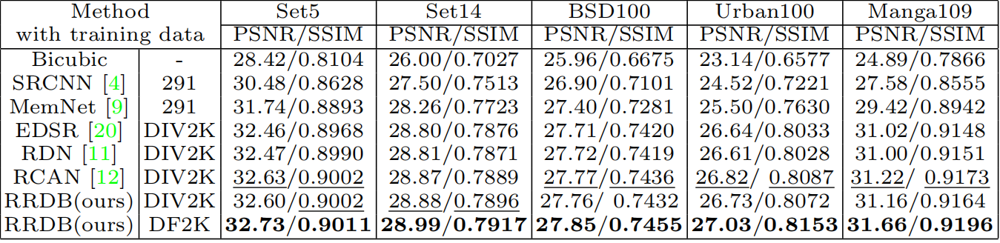 Method Set5 Set14 BSD100 Urban100 Manga109
with training data PSNR/SSIM PSNR/SSIM PSNR/SSIM PSNR/SSIM PSNR/SSIM
Bicubic - 28.42/0.8104 26.00/0.7027 25.96/0.6675 23.14/0.6577 24.89/0.7866
SRCNN [4] 291 30.48/0.8628 27.50/0.7513 26.90/0.7101 24.52/0.7221 27.58/0.8555
MemNet [9] 291 31.74/0.8893 28.26/0.7723 27.40/0.7281 25.50/0.7630 29.42/0.8942
EDSR [20] DIV2K 32.46/0.8968 28.80/0.7876 27.71/0.7420 26.64/0.8033 31.02/0.9148
RDN [11] DIV2K 32.47/0.8990 28.81/0.7871 27.72/0.7419 26.61/0.8028 31.00/0.9151
RCAN [12] DIV2K 32.63/0.9002 28.87/0.7889 27.77/0.7436 26.82/ 0.8087 31.22/ 0.9173
RRDB(ours) DIV2K 32.60/0.9002 28.88/0.7896 27.76/ 0.7432 26.73/0.8072 31.16/0.9164
RRDB(ours) DF2K 32.73/0.9011 28.99/0.7917 27.85/0.7455 27.03/0.8153 31.66/0.9196